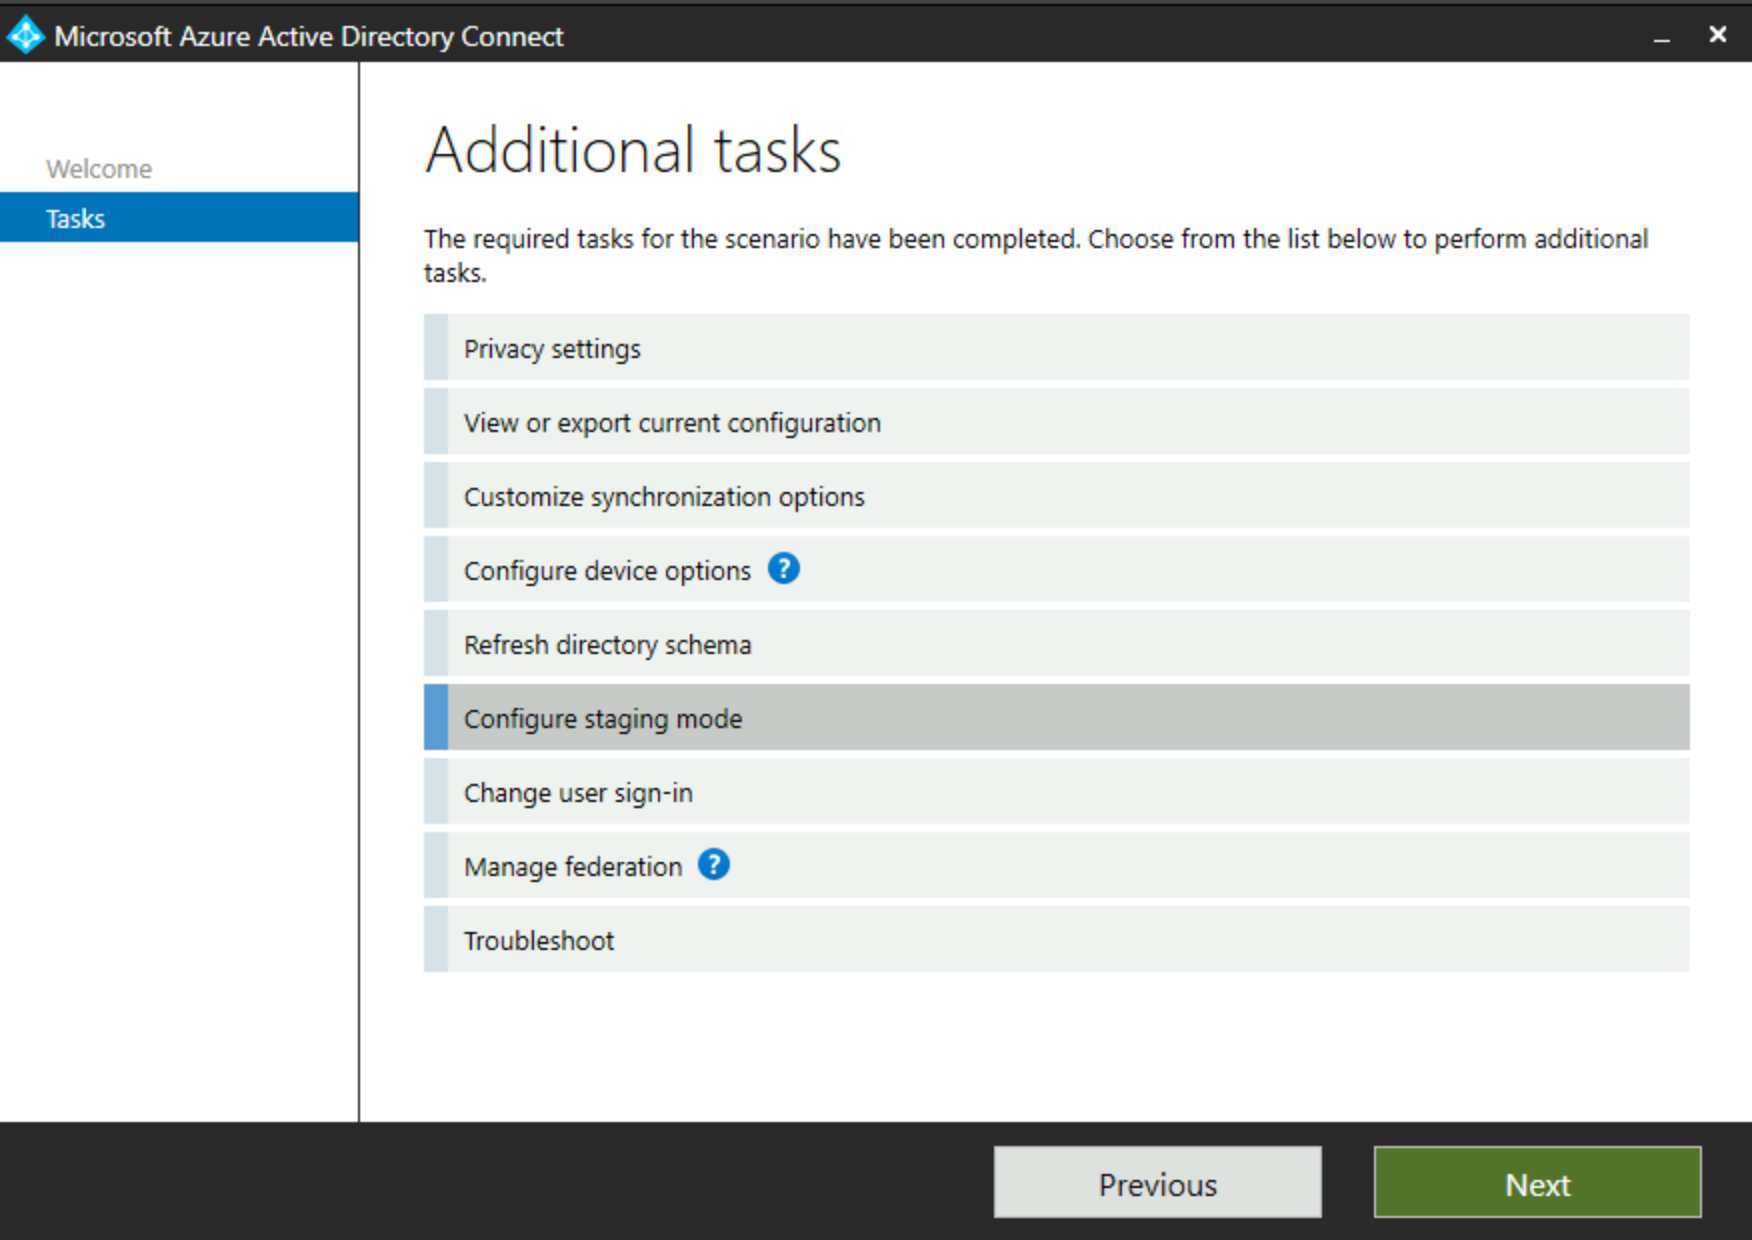 Microsoft Azure Active Directory Connect
Welcome
Tasks
Additional tasks
The required tasks for the scenario have been completed. Choose from the list below to perform additional
tasks.
Privacy settings
View or export current configuration
Customize synchronization options
Configure device options ?
Refresh directory schema
Configure staging mode
Change user sign-in
Manage federation ?
Troubleshoot
Previous
Next